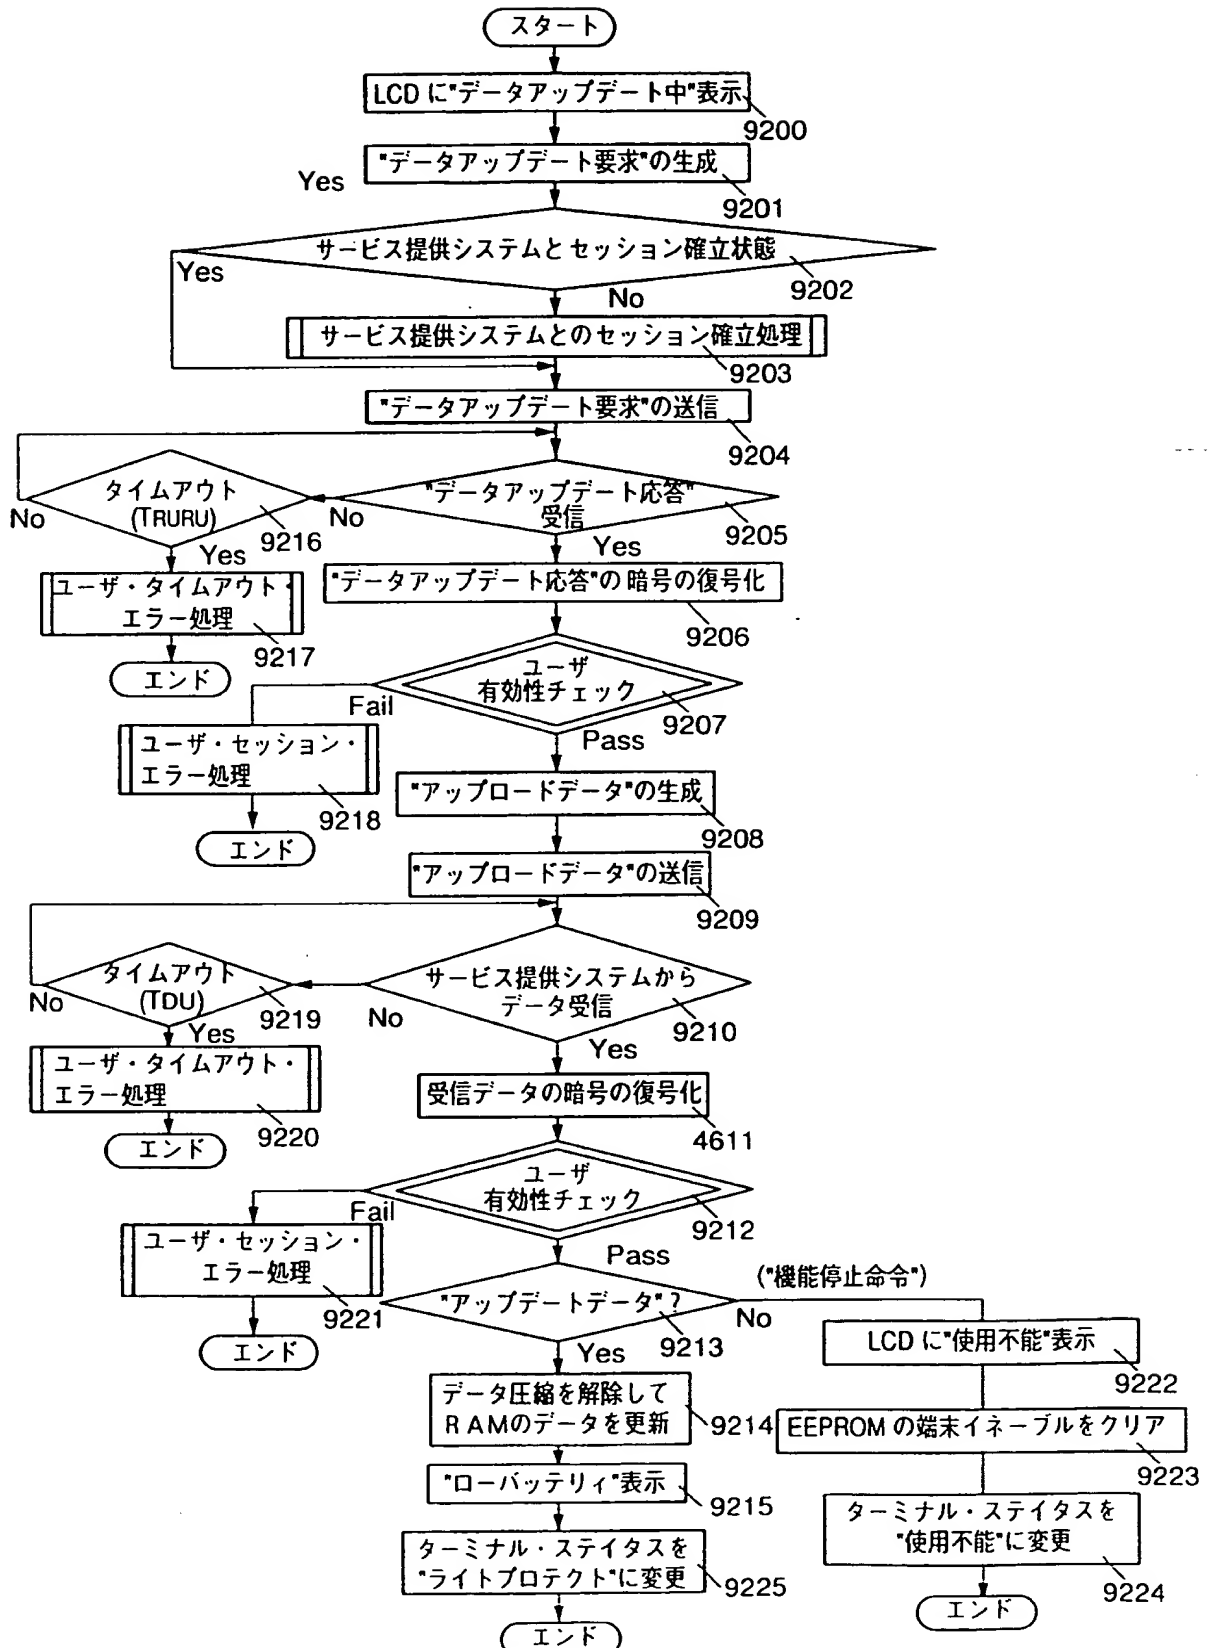 スタート
LCD に"データアップデート中"表示
9200
"データアップデート要求"の生成
Yes
9201
サービス提供システムとセッション確立状態
Yes
9202
No
サービス提供システムとのセッション確立処理
9203
"データアップデート要求"の送信
9204
タイムアウト
(TRURU)
No
9216
Yes
"データアップデート応答"
受信
No
9205
Yes
ユーザ・タイムアウト・
エラー処理
9217
エンド
"データアップデート応答"の暗号の復号化
9206
ユーザ
有効性チェック
Fail
9207
Pass
ユーザ・セッション・
エラー処理
9218
エンド
"アップロードデータ"の生成
9208
"アップロードデータ"の送信
9209
タイムアウト
(TDU)
No
9219
Yes
サービス提供システムから
データ受信
No
9210
Yes
ユーザ・タイムアウト・
エラー処理
9220
エンド
受信データの暗号の復号化
4611
ユーザ
有効性チェック
Fail
9212
Pass
ユーザ・セッション・
エラー処理
9221
エンド
"アップデートデータ"?
9213
("機能停止命令")
No
Yes
LCD に"使用不能"表示
9222
データ圧縮を解除して
RAMのデータを更新
9214
EEPROM の端末イネーブルをクリア
9223
"ローバッテリィ"表示
9215
ターミナル・ステイタスを
"使用不能"に変更
9224
ターミナル・ステイタスを
"ライトプロテクト"に変更
9225
エンド
エンド